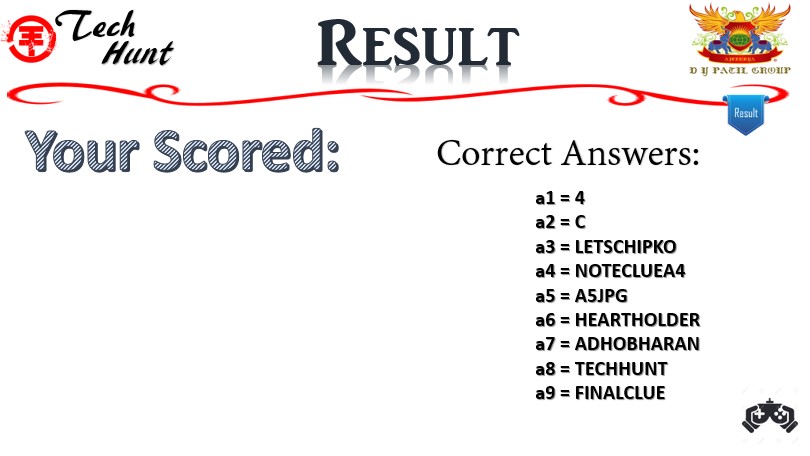 Tech
Hunt
RESULT
AJEENKYA
D Y PATIL GROUP
Result
Your Scored:
Correct Answers:
a1 = 4
a2 = C
a3 = LETSCHIPKO
a4 = NOTECLUEA4
a5 = A5JPG
a6 = HEARTHOLDER
a7 = ADHOBHARAN
a8 = TECHHUNT
a9 = FINALCLUE